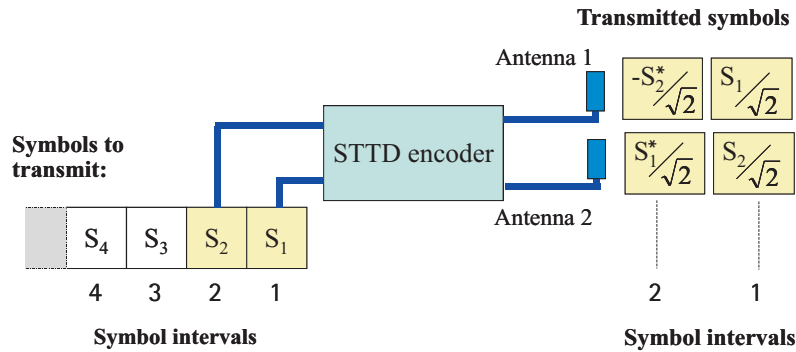 Transmitted symbols
Antenna 1
-S₂*/√2 S₁/√2
STTD encoder
Symbols to
transmit:
S₁*/√2 S₂/√2
Antenna 2
S₄ S₃ S₂ S₁
4 3 2 1
2 1
Symbol intervals
Symbol intervals